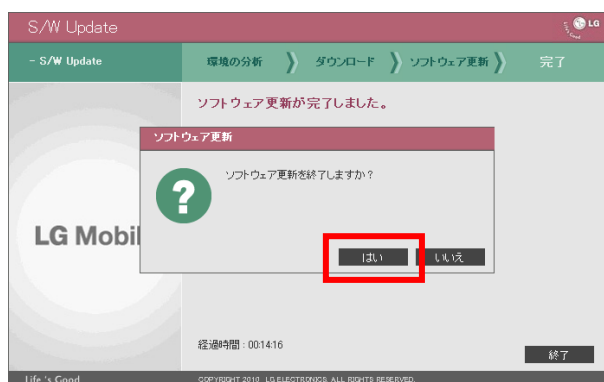 S/W Update
LG
- S/W Update
環境の分析 》 ダウンロード 》 ソフトウェア更新 》 完了
ソフトウェア更新が完了しました。
ソフトウェア更新
?
ソフトウェア更新を終了しますか?
LG Mobil
はい
いいえ
経過時間 : 00:14:16
終了
Life's Good
COPYRIGHT 2010 LG ELECTRONICS. ALL RIGHTS RESERVED.